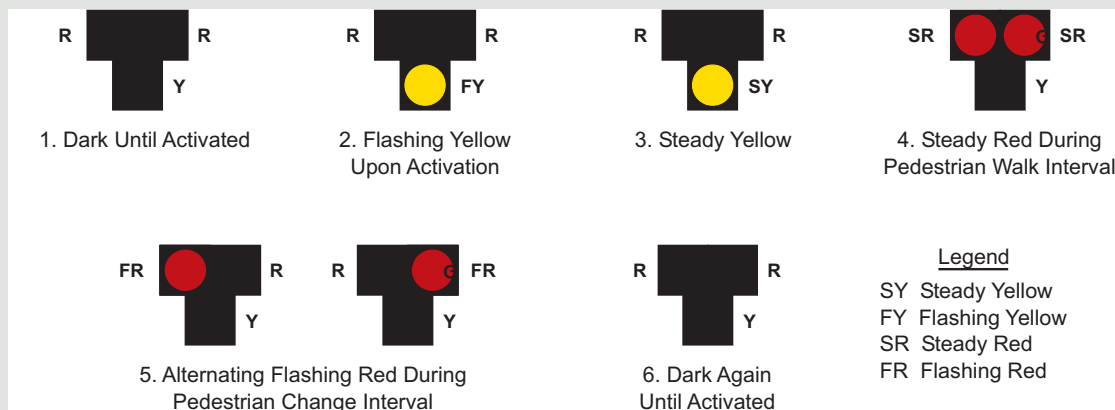 R R
Y
R R
FY
R R
SY
SR G SR
Y
1. Dark Until Activated
2. Flashing Yellow
Upon Activation
3. Steady Yellow
4. Steady Red During
Pedestrian Walk Interval
FR R
Y
R G FR
Y
5. Alternating Flashing Red During
Pedestrian Change Interval
R R
Y
6. Dark Again
Until Activated
Legend
SY Steady Yellow
FY Flashing Yellow
SR Steady Red
FR Flashing Red